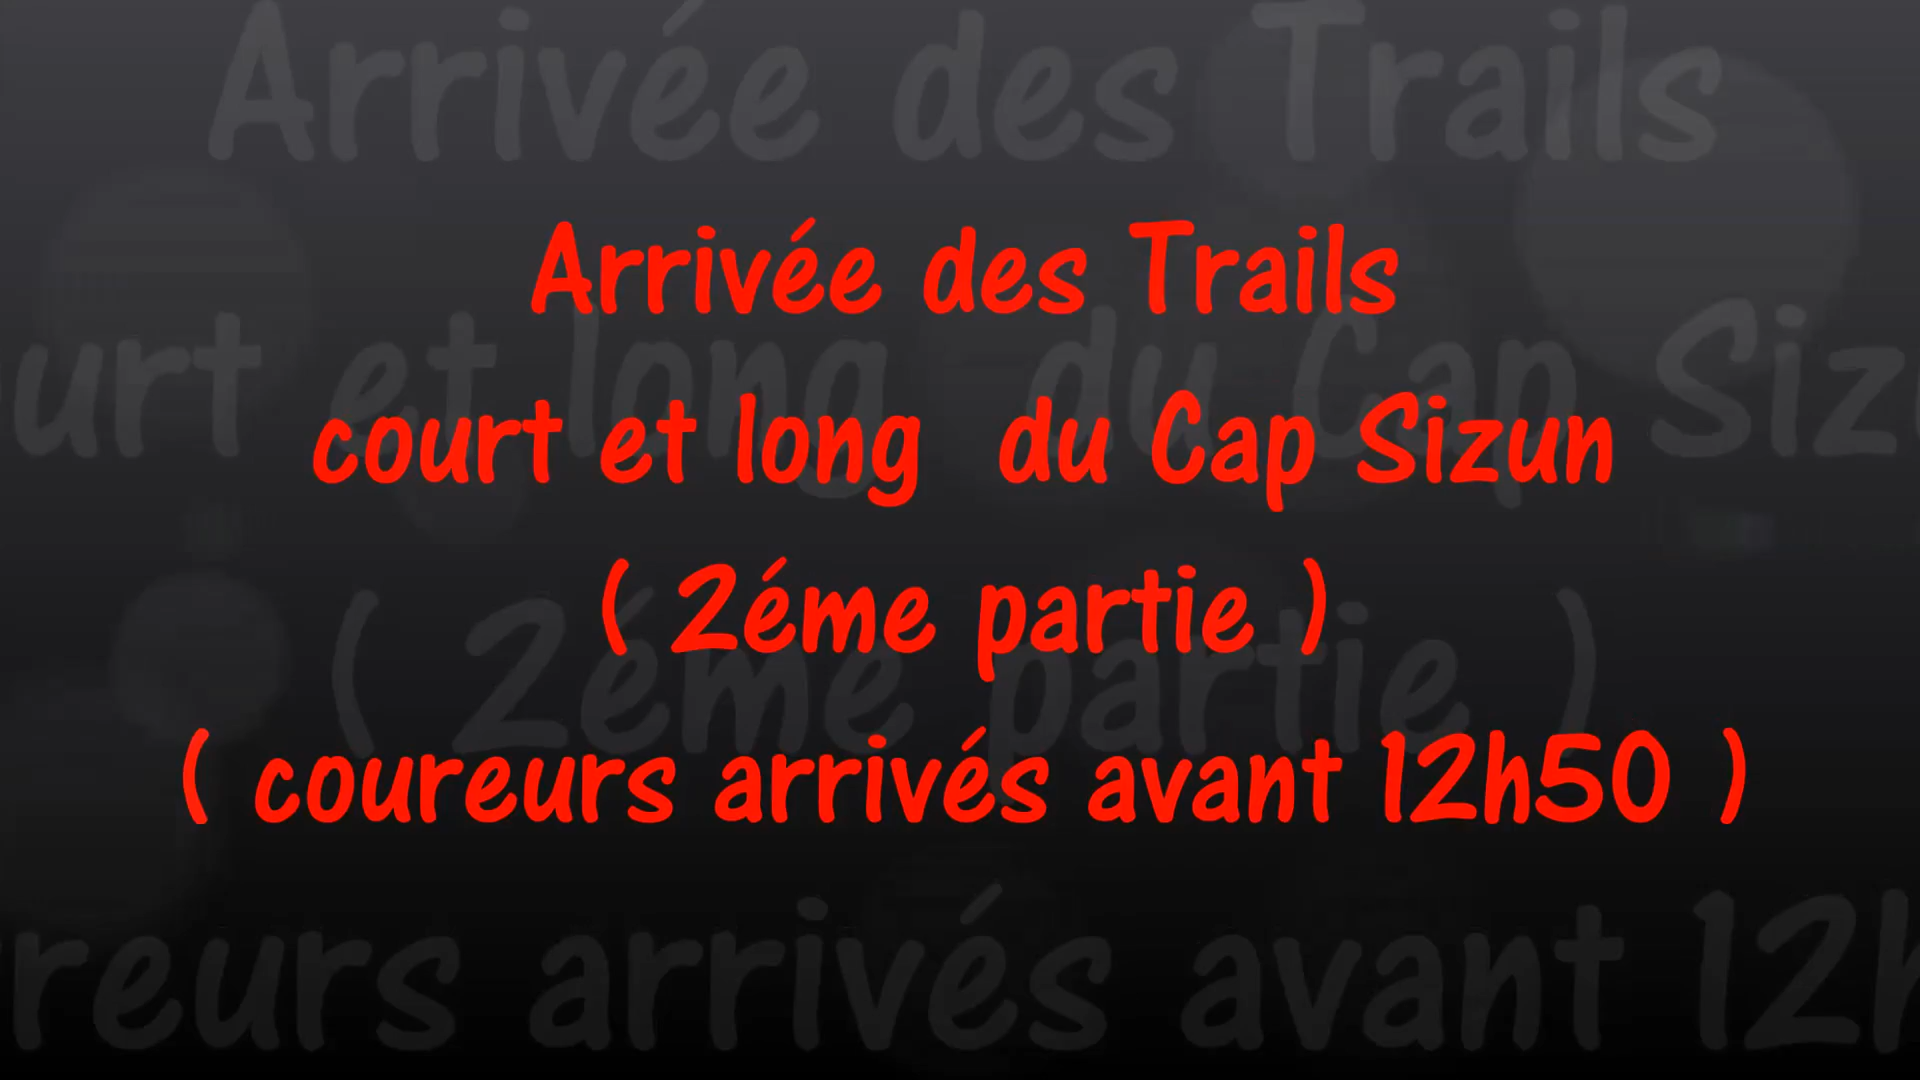 Arrivée des Trails
court et long du Cap Sizun
( 2éme partie )
( coureurs arrivés avant 12h50 )